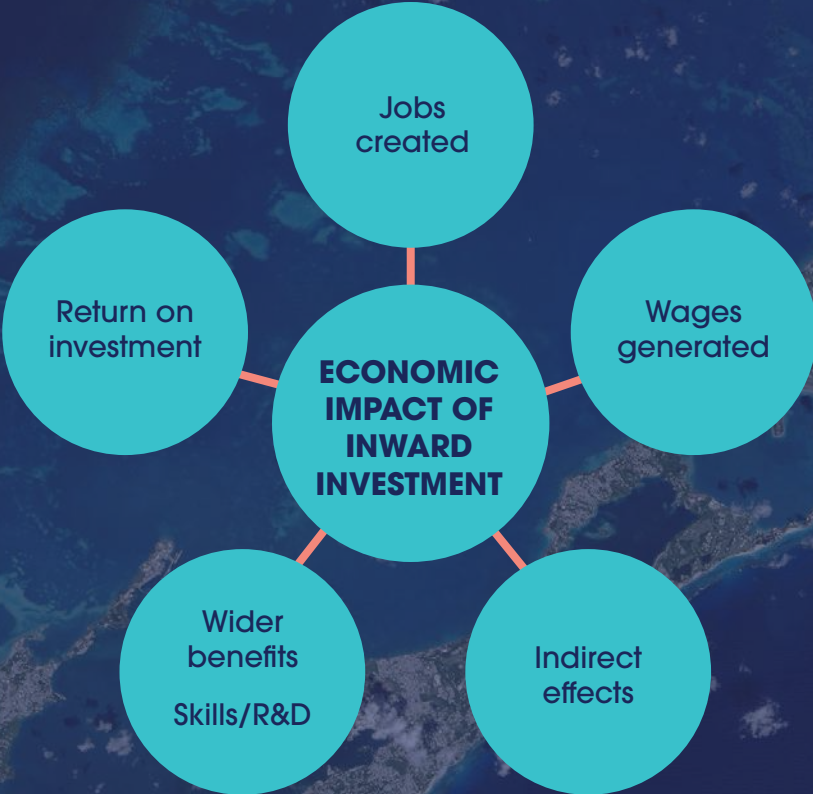 Jobs
created
Return on
investment
Wages
generated
ECONOMIC
IMPACT OF
INWARD
INVESTMENT
Wider
benefits
Skills/R&D
Indirect
effects